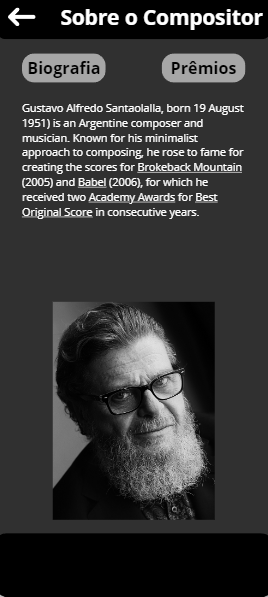 Sobre o Compositor
Biografia
Prêmios
Gustavo Alfredo Santaolalla, born 19 August
1951) is an Argentine composer and
musician. Known for his minimalist
approach to composing, he rose to fame for
creating the scores for Brokeback Mountain
(2005) and Babel (2006), for which he
received two Academy Awards for Best
Original Score in consecutive years.